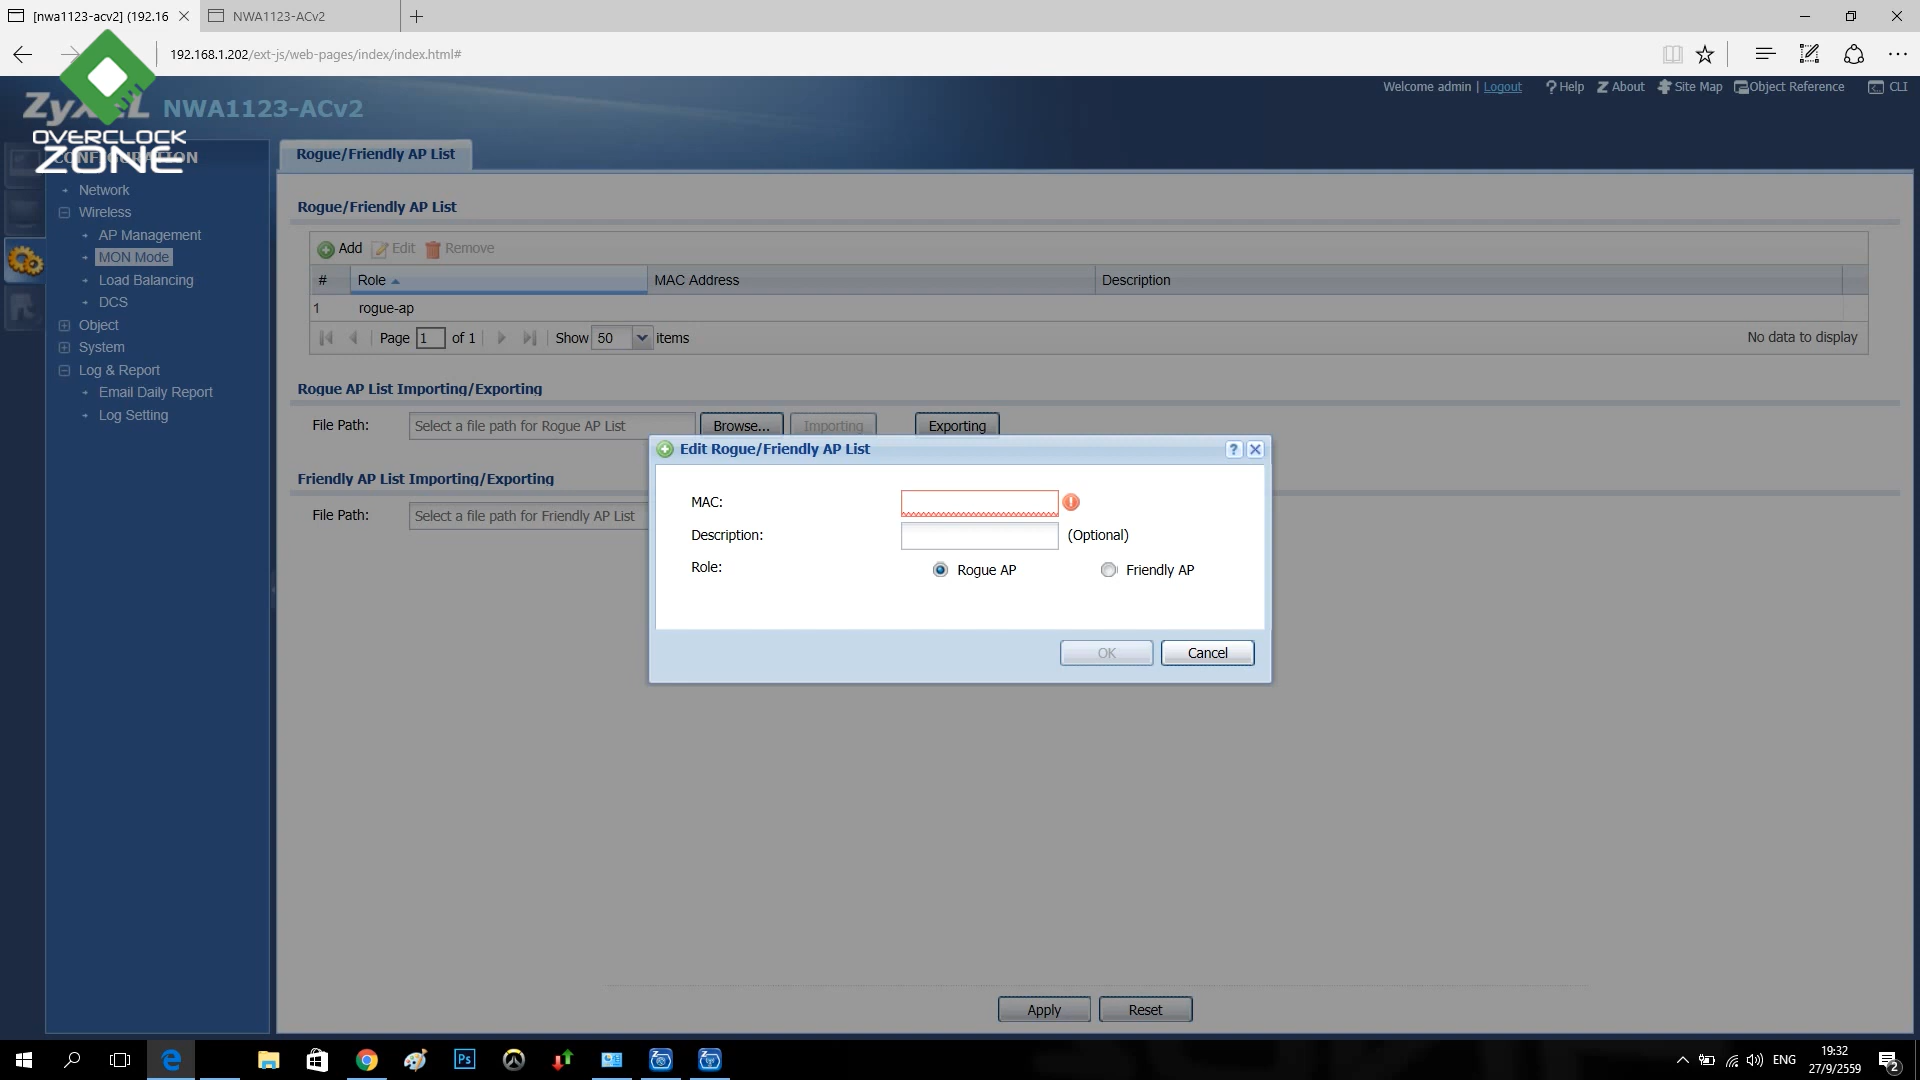 [nwa1123-acv2] (192.16
NWA1123-ACv2
192.168.1.202/ext-js/web-pages/index/index.html#
Welcome admin | Logout
Help
About
Site Map
Object Reference
CLI
ZyXEL NWA1123-ACv2
OVERCLOCK
ZONE
CONFIGURATION
Network
Wireless
AP Management
MON Mode
Load Balancing
DCS
Object
System
Log & Report
Email Daily Report
Log Setting
Rogue/Friendly AP List
Rogue/Friendly AP List
Add Edit Remove
# Role MAC Address Description
1 rogue-ap
Page 1 of 1 Show 50 items No data to display
Rogue AP List Importing/Exporting
File Path: Select a file path for Rogue AP List Browse... Importing Exporting
Friendly AP List Importing/Exporting
File Path: Select a file path for Friendly AP List
Edit Rogue/Friendly AP List
MAC:
Description: (Optional)
Role: Rogue AP Friendly AP
OK Cancel
Apply Reset
ENG
19:32
27/9/2559
2